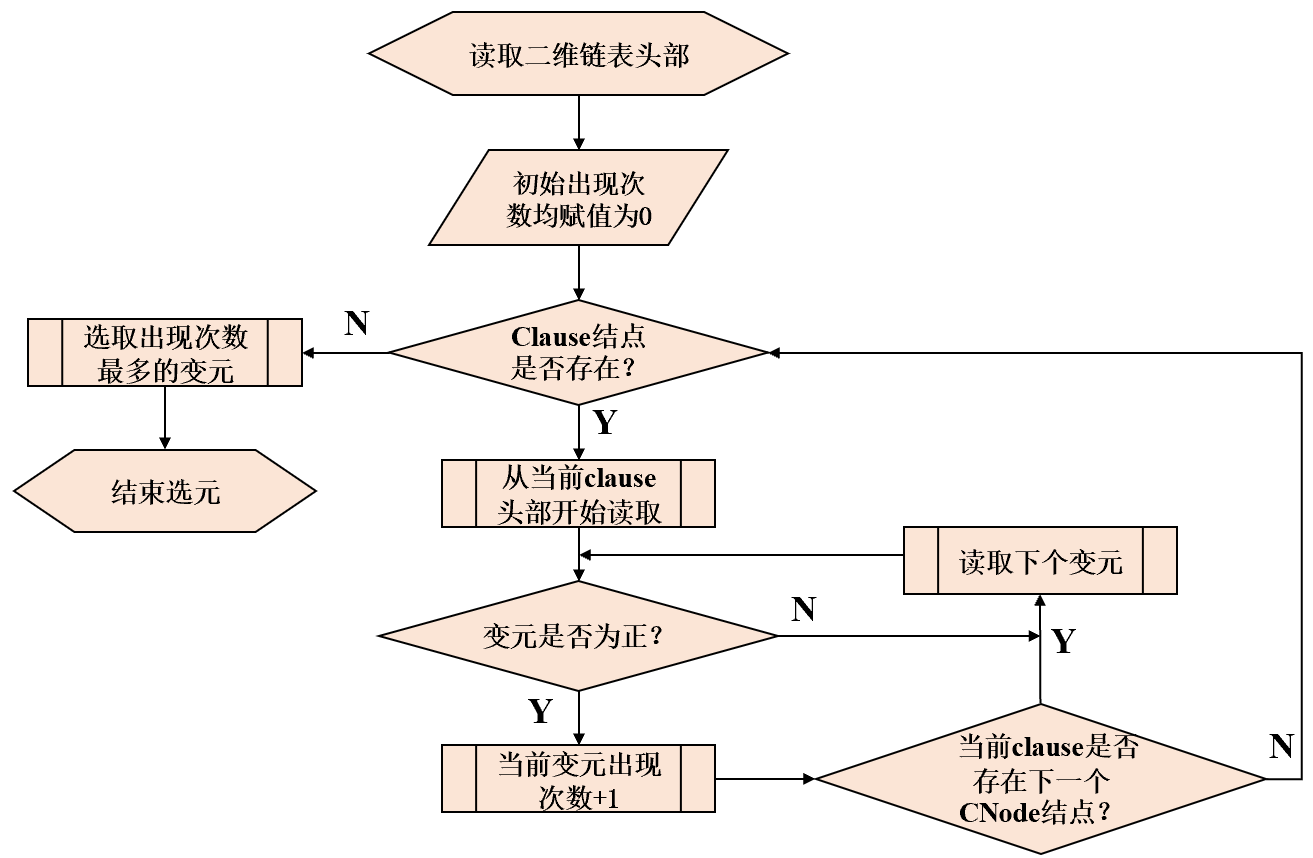 读取二维链表头部
初始出现次
数均赋值为0
Clause结点
是否存在？
N
选取出现次数
最多的变元
结束选元
Y
从当前clause
头部开始读取
读取下个变元
变元是否为正？
N
Y
Y
当前变元出现
次数+1
当前clause是否
存在下一个
CNode结点？
N